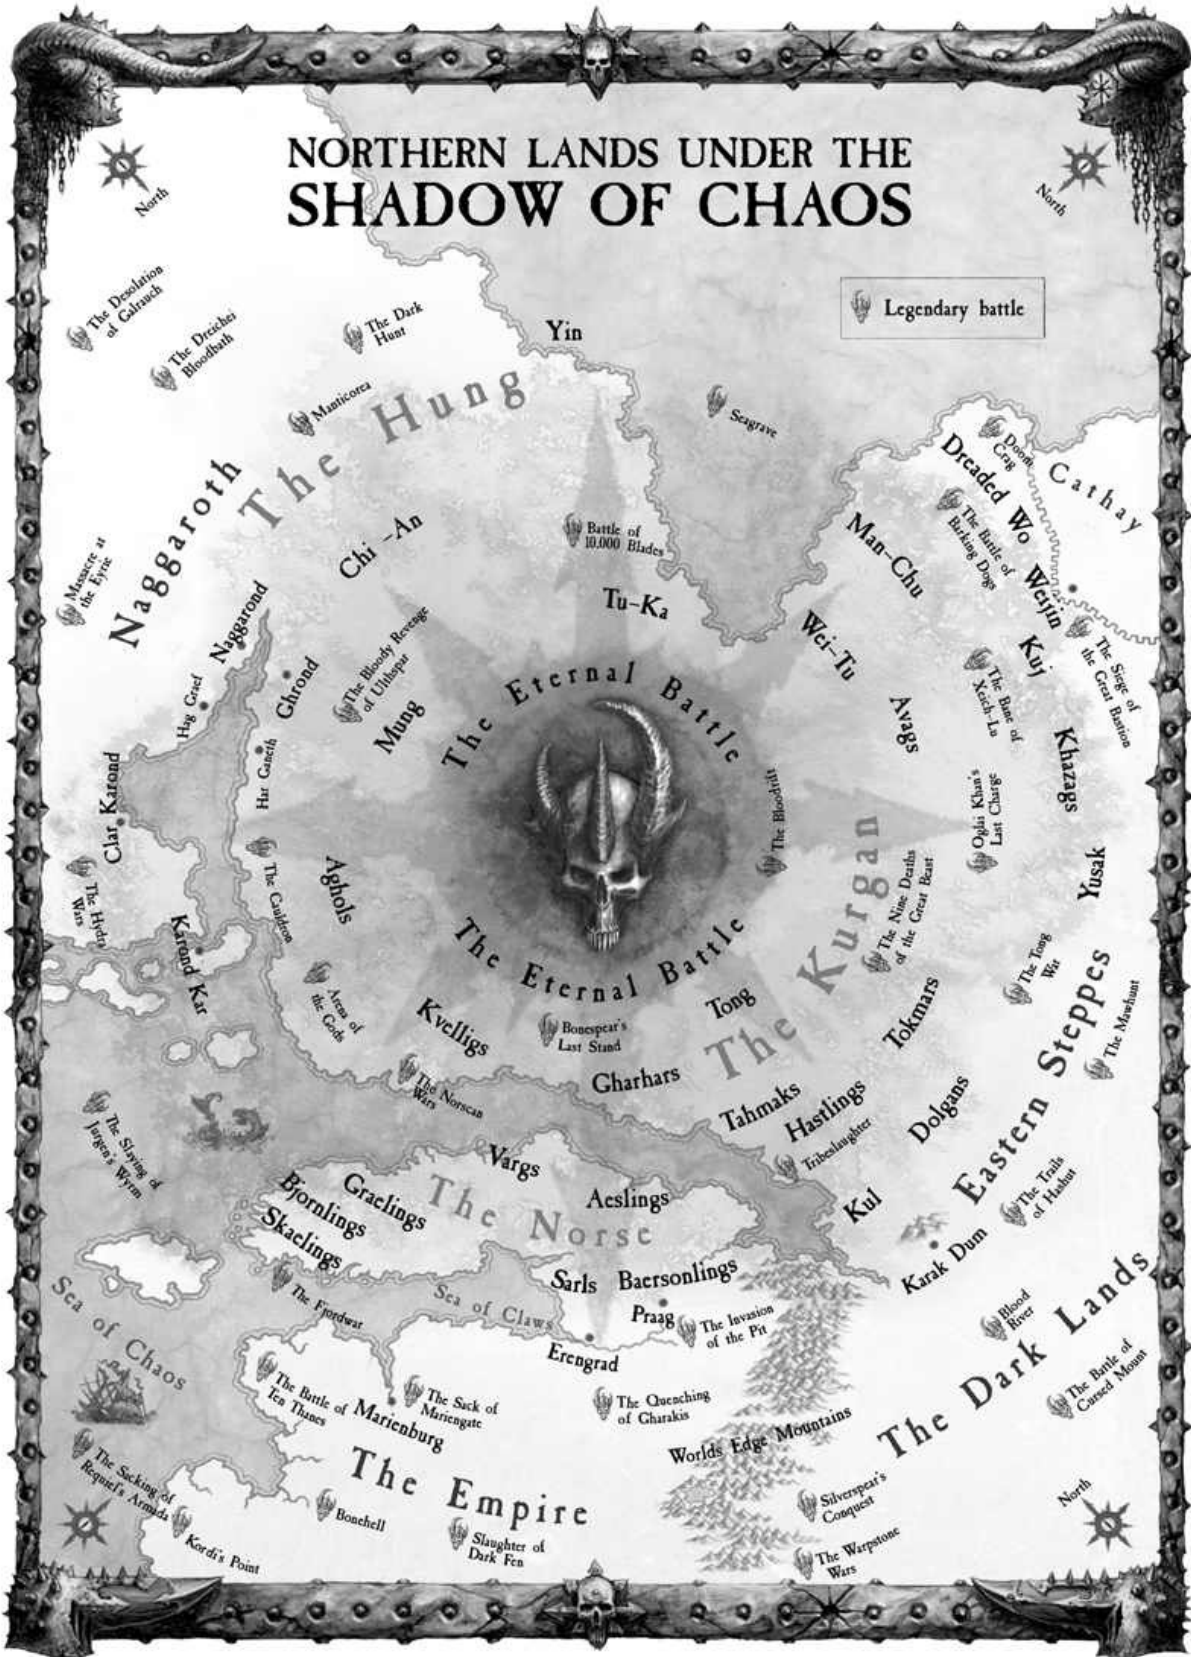 NORTHERN LANDS UNDER THE
SHADOW OF CHAOS
North
North
The Desolation
of Galrauch
The Dreichei
Bloodbath
The Dark
Hunt
Yin
Legendary battle
Manticorea
The Hung
Seagrave
Doom
Crag
Dreaded Wo
Cathay
Naggaroth
Chi -An
Battle of
10,000 Blades
Man-Chu
The Battle of
Barking Dogs
Massacre at
the Eyrie
Weijin
Tu-Ka
Wei-Tu
Kuj
The Siege of
the Great Bastion
Naggarond
Ghrond
The Bloody Revenge
of Ulthspar
Hag Graef
Mung
The Eternal Battle
Avags
The Bane of
Xeich-Lu
Khazags
Har Ganeth
Clar Karond
The Bloodrift
Oglai Khan's
Last Charge
Yusak
The Hydra
Wars
The Cauldron
Aghols
The Kurgan
The Nine Deaths
of the Great Beast
Karond Kar
The Eternal Battle
The Tong
War
Arena of
the Gods
Kvelligs
Bonespear's
Last Stand
Tong
Tokmars
Eastern Steppes
The Mawhunt
Gharhars
The Norscan
Wars
Tahmaks
Hastlings
Dolgans
Tribeslaughter
The Slaying of
Jurgen's Wyrm
Vargs
Bjornlings
Graelings
Skaelings
The Norse
Aeslings
Kul
The Trails
of Hashut
Karak Dum
Sarls
Baersonlings
Sea of Chaos
The Fjordwar
Sea of Claws
Praag
The Invasion
of the Pit
Blood
River
The Dark Lands
Erengrad
The Battle of
Ten Thanes
Marienburg
The Sack of
Mariengate
The Quenching
of Gharakis
The Battle of
Cursed Mount
Worlds Edge Mountains
The Sacking of
Requiel's Armada
The Empire
Silverspear's
Conquest
North
Bonehell
Kordi's Point
Slaughter of
Dark Fen
The Warpstone
Wars